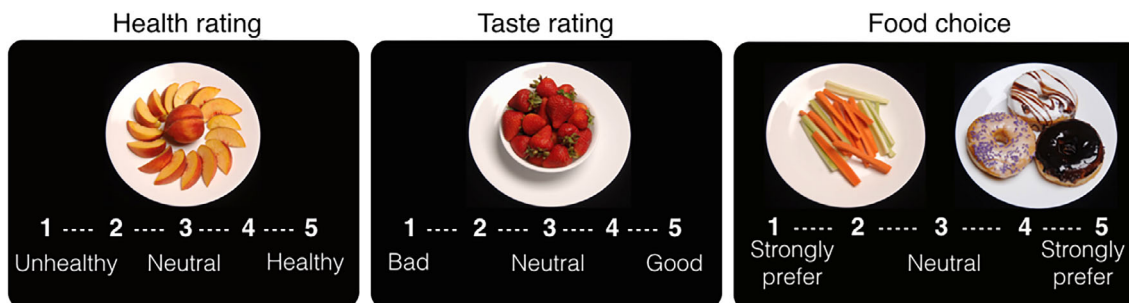 Health rating
1 ---- 2 ---- 3 ---- 4 ---- 5
Unhealthy Neutral Healthy
Taste rating
1 ---- 2 ---- 3 ---- 4 ---- 5
Bad Neutral Good
Food choice
1 ----- 2 ----- 3 ----- 4 ----- 5
Strongly prefer Neutral Strongly prefer